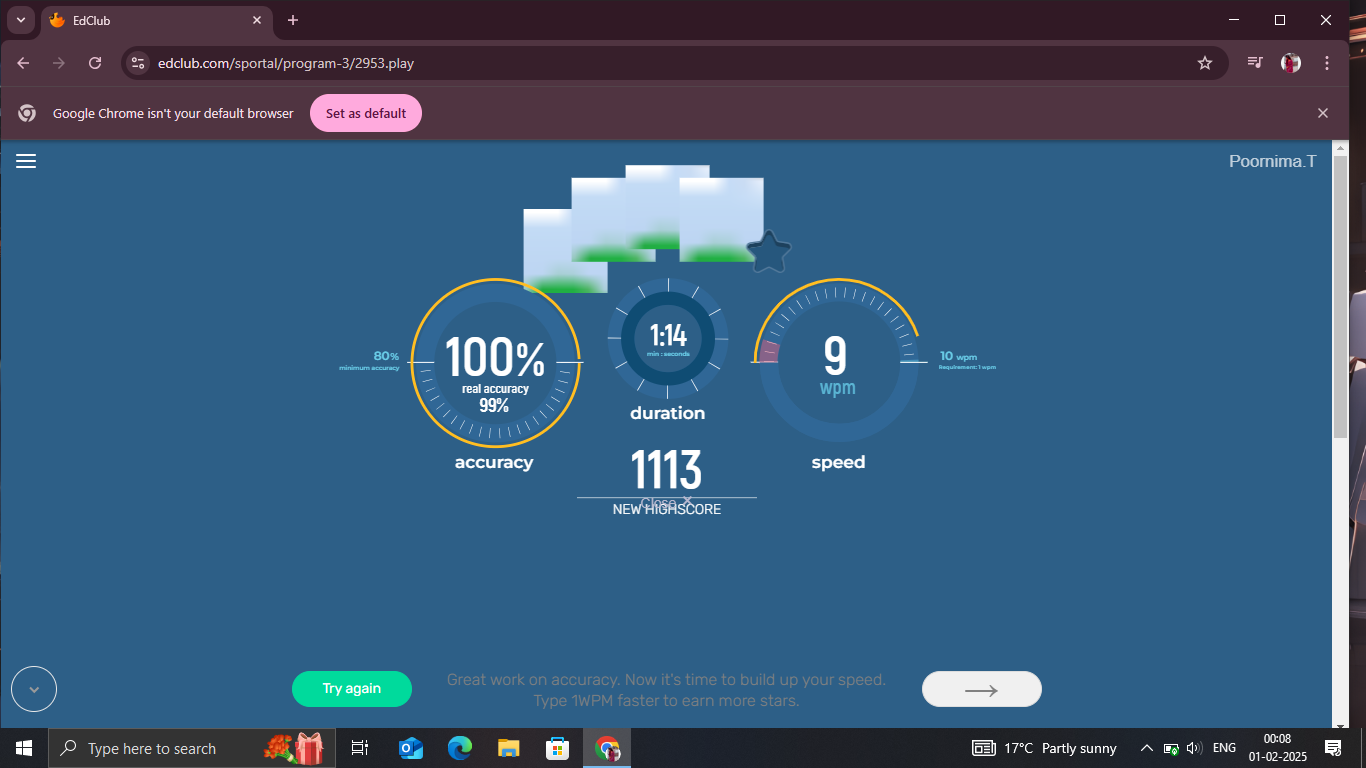 EdClub
edclub.com/sportal/program-3/2953.play
Google Chrome isn't your default browser
Set as default
Poornima.T
80%
minimum accuracy
100%
real accuracy
99%
accuracy
1:14
min : seconds
duration
9
wpm
speed
10 wpm
Requirement: 1 wpm
1113
Close ×
NEW HIGHSCORE
Try again
Great work on accuracy. Now it's time to build up your speed.
Type 1WPM faster to earn more stars.
Type here to search
17°C Partly sunny
ENG
00:08
01-02-2025